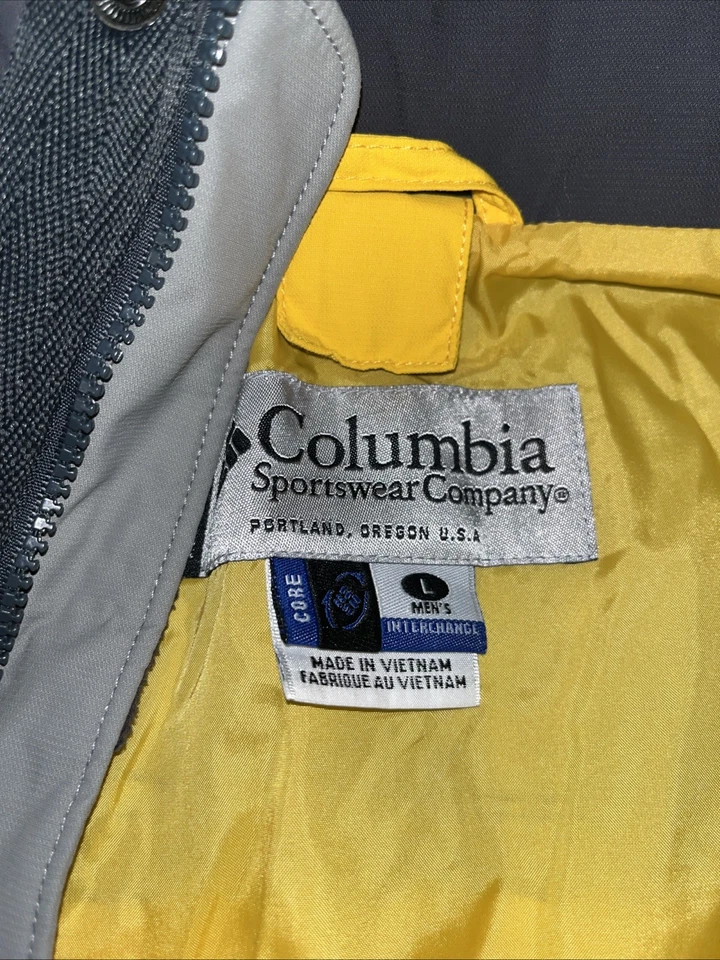 Columbia
Sportswear Company®
PORTLAND, OREGON U.S.A
CORE
L
MEN'S
INTERCHANGE
MADE IN VIETNAM
FABRIQUE AU VIETNAM